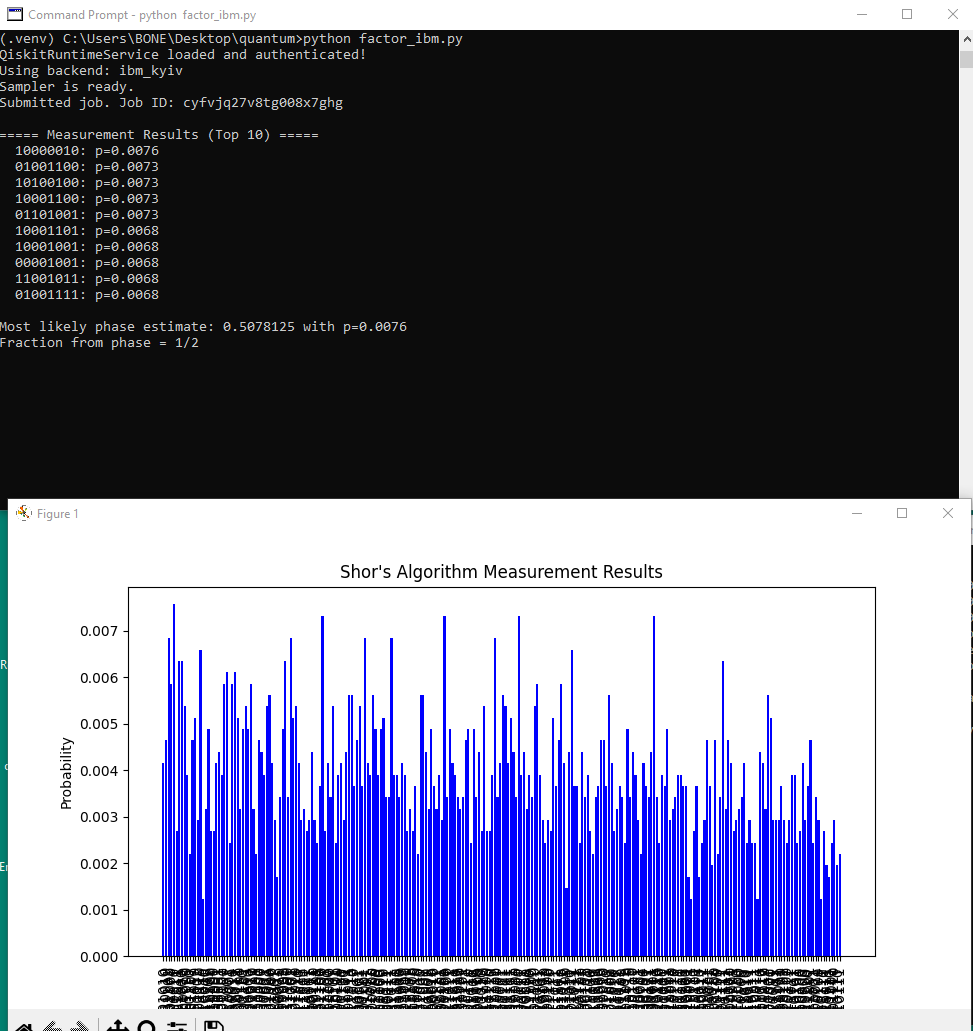 Command Prompt - python factor_ibm.py
(.venv) C:\Users\BONE\Desktop\quantum>python factor_ibm.py
QiskitRuntimeService loaded and authenticated!
Using backend: ibm_kyiv
Sampler is ready.
Submitted job. Job ID: cyfvjq27v8tg008x7ghg
===== Measurement Results (Top 10) =====
10000010: p=0.0076
01001100: p=0.0073
10100100: p=0.0073
10001100: p=0.0073
01101001: p=0.0073
10001101: p=0.0068
10001001: p=0.0068
00001001: p=0.0068
11001011: p=0.0068
01001111: p=0.0068
Most likely phase estimate: 0.5078125 with p=0.0076
Fraction from phase = 1/2
Figure 1
Shor's Algorithm Measurement Results
Probability
0.007
0.006
0.005
0.004
0.003
0.002
0.001
0.000